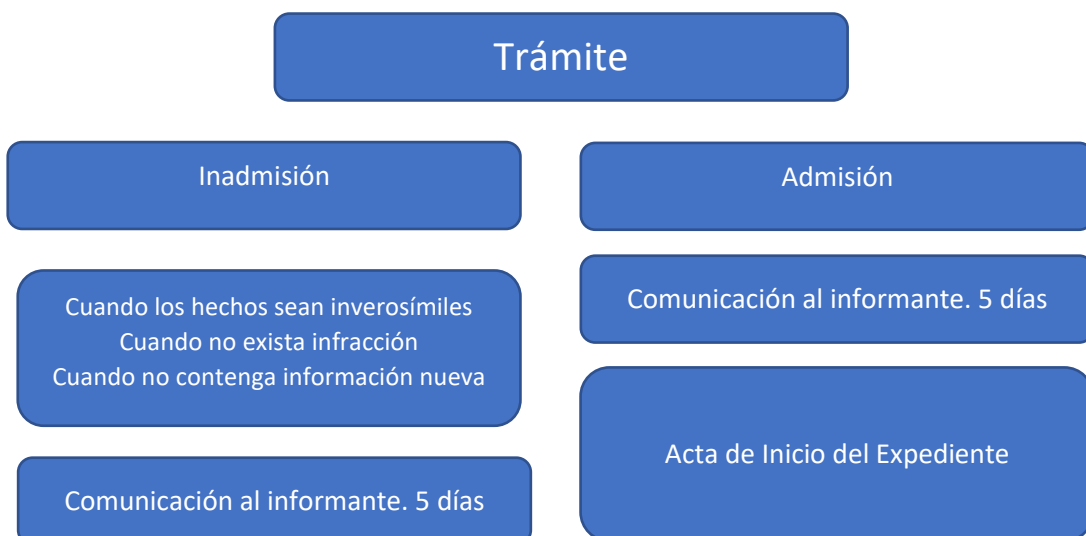 Trámite
Inadmisión
Cuando los hechos sean inverosímiles
Cuando no exista infracción
Cuando no contenga información nueva
Comunicación al informante. 5 días
Admisión
Comunicación al informante. 5 días
Acta de Inicio del Expediente